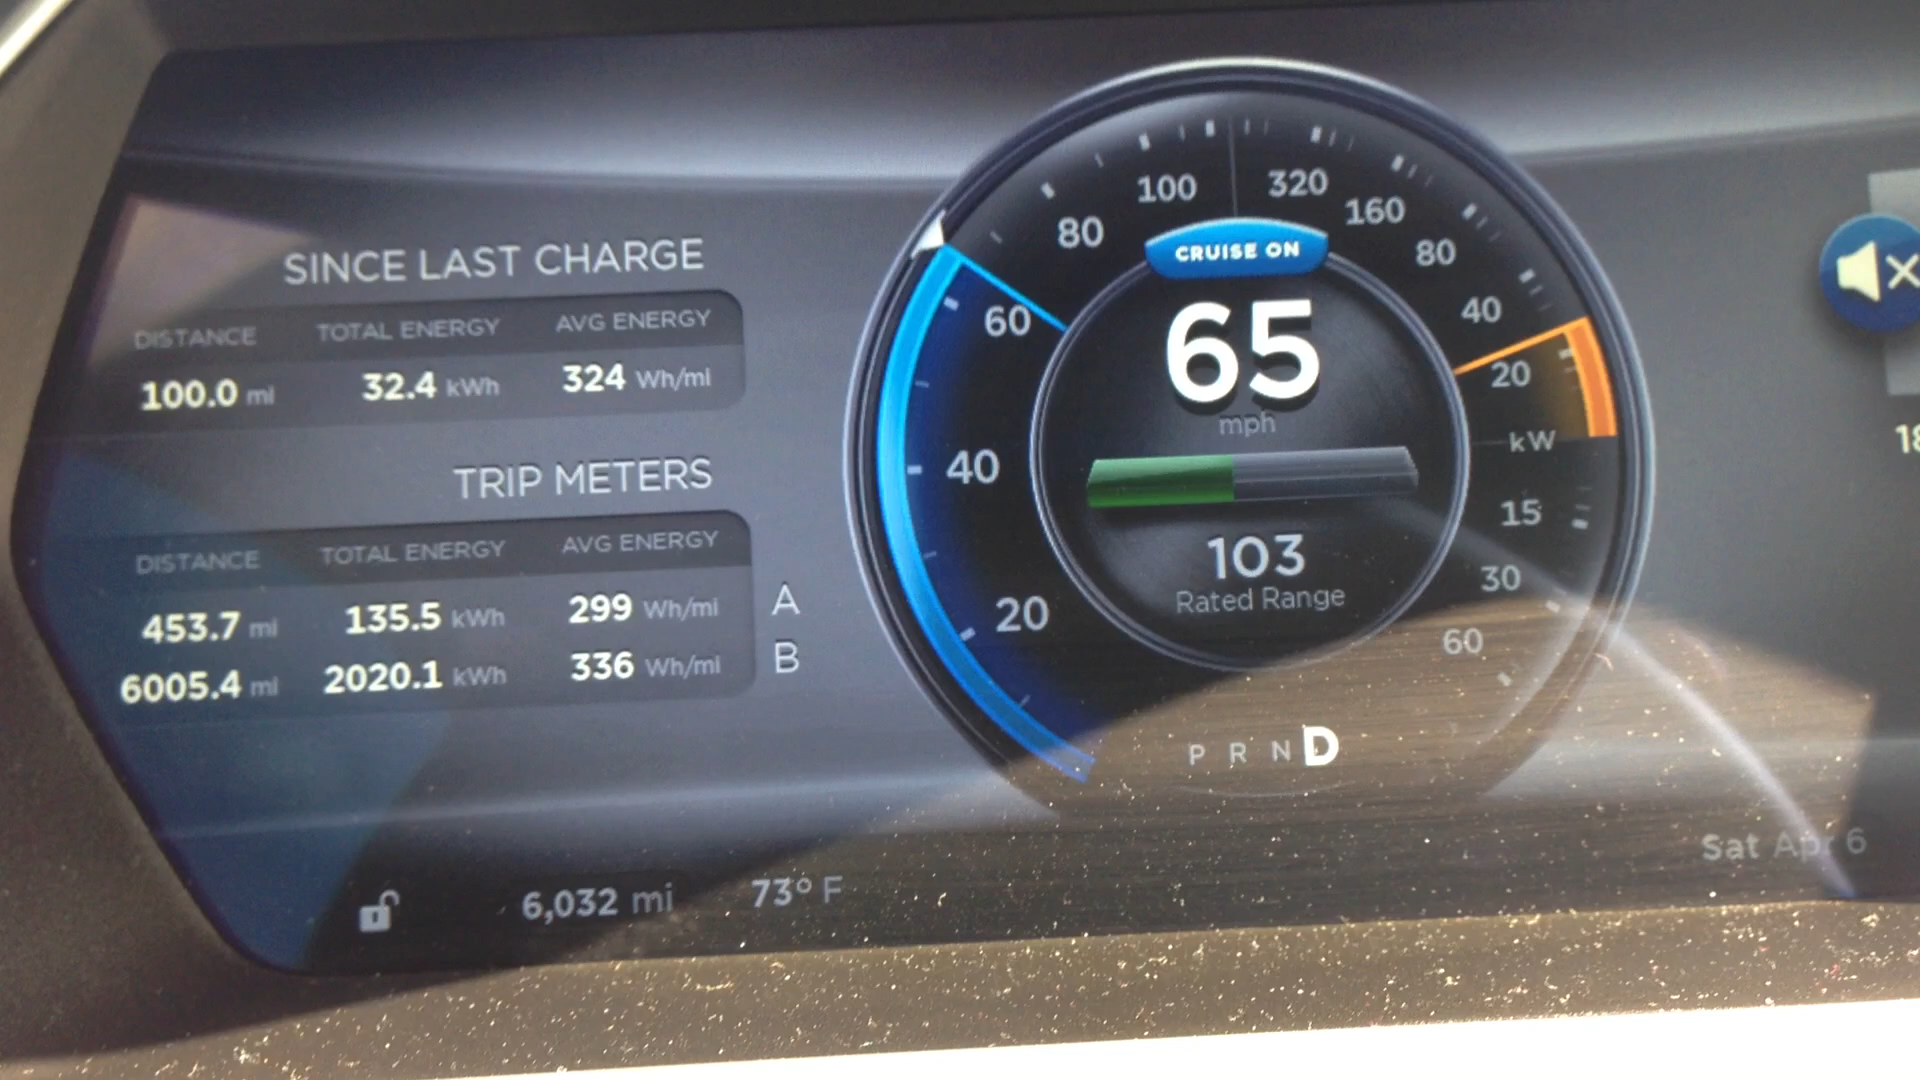 SINCE LAST CHARGE
DISTANCE TOTAL ENERGY AVG ENERGY
100.0 mi 32.4 kWh 324 Wh/mi
TRIP METERS
DISTANCE TOTAL ENERGY AVG ENERGY
453.7 mi 135.5 kWh 299 Wh/mi A
6005.4 mi 2020.1 kWh 336 Wh/mi B
100 320
80 160
60 80
40 40
20 20
kW
15
30
60
CRUISE ON
65
mph
103
Rated Range
P R N D
18
Sat Apr 6
6,032 mi 73° F